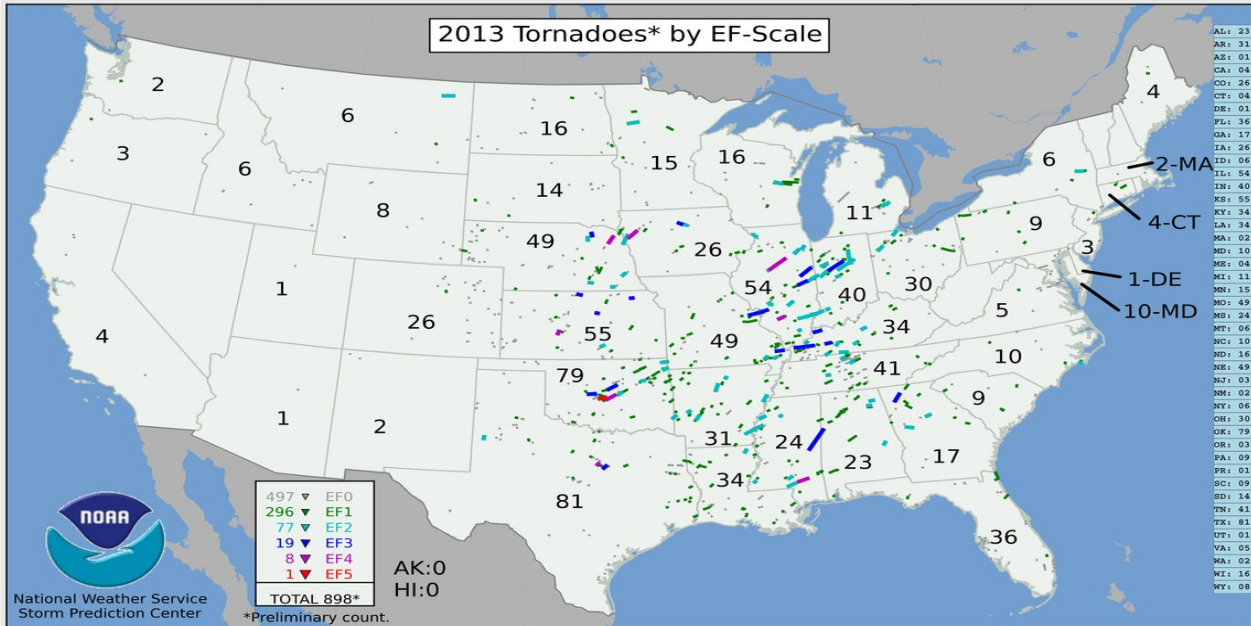 2013 Tornadoes* by EF-Scale
2
6
16
15
16
4
3
6
14
6
2-MA
8
49
11
9
4-CT
26
3
1
26
54
40
30
1-DE
4
55
49
34
5
10-MD
79
41
10
1
2
31
24
23
9
81
34
17
36
497 EF0
296 EF1
77 EF2
19 EF3
8 EF4
1 EF5
TOTAL 898*
*Preliminary count.
AK:0
HI:0
NOAA
National Weather Service
Storm Prediction Center
AL: 23
AR: 31
AZ: 01
CA: 04
CO: 26
CT: 04
DE: 01
FL: 36
GA: 17
IA: 26
ID: 06
IL: 54
IN: 40
KS: 55
KY: 34
LA: 34
MA: 02
MD: 10
ME: 04
MI: 11
MN: 15
MO: 49
MS: 24
MT: 06
NC: 10
ND: 16
NE: 49
NJ: 03
NM: 02
NY: 06
OH: 30
OK: 79
OR: 03
PA: 09
PR: 01
SC: 09
SD: 14
TN: 41
TX: 81
UT: 01
VA: 05
WA: 02
WI: 16
WY: 08